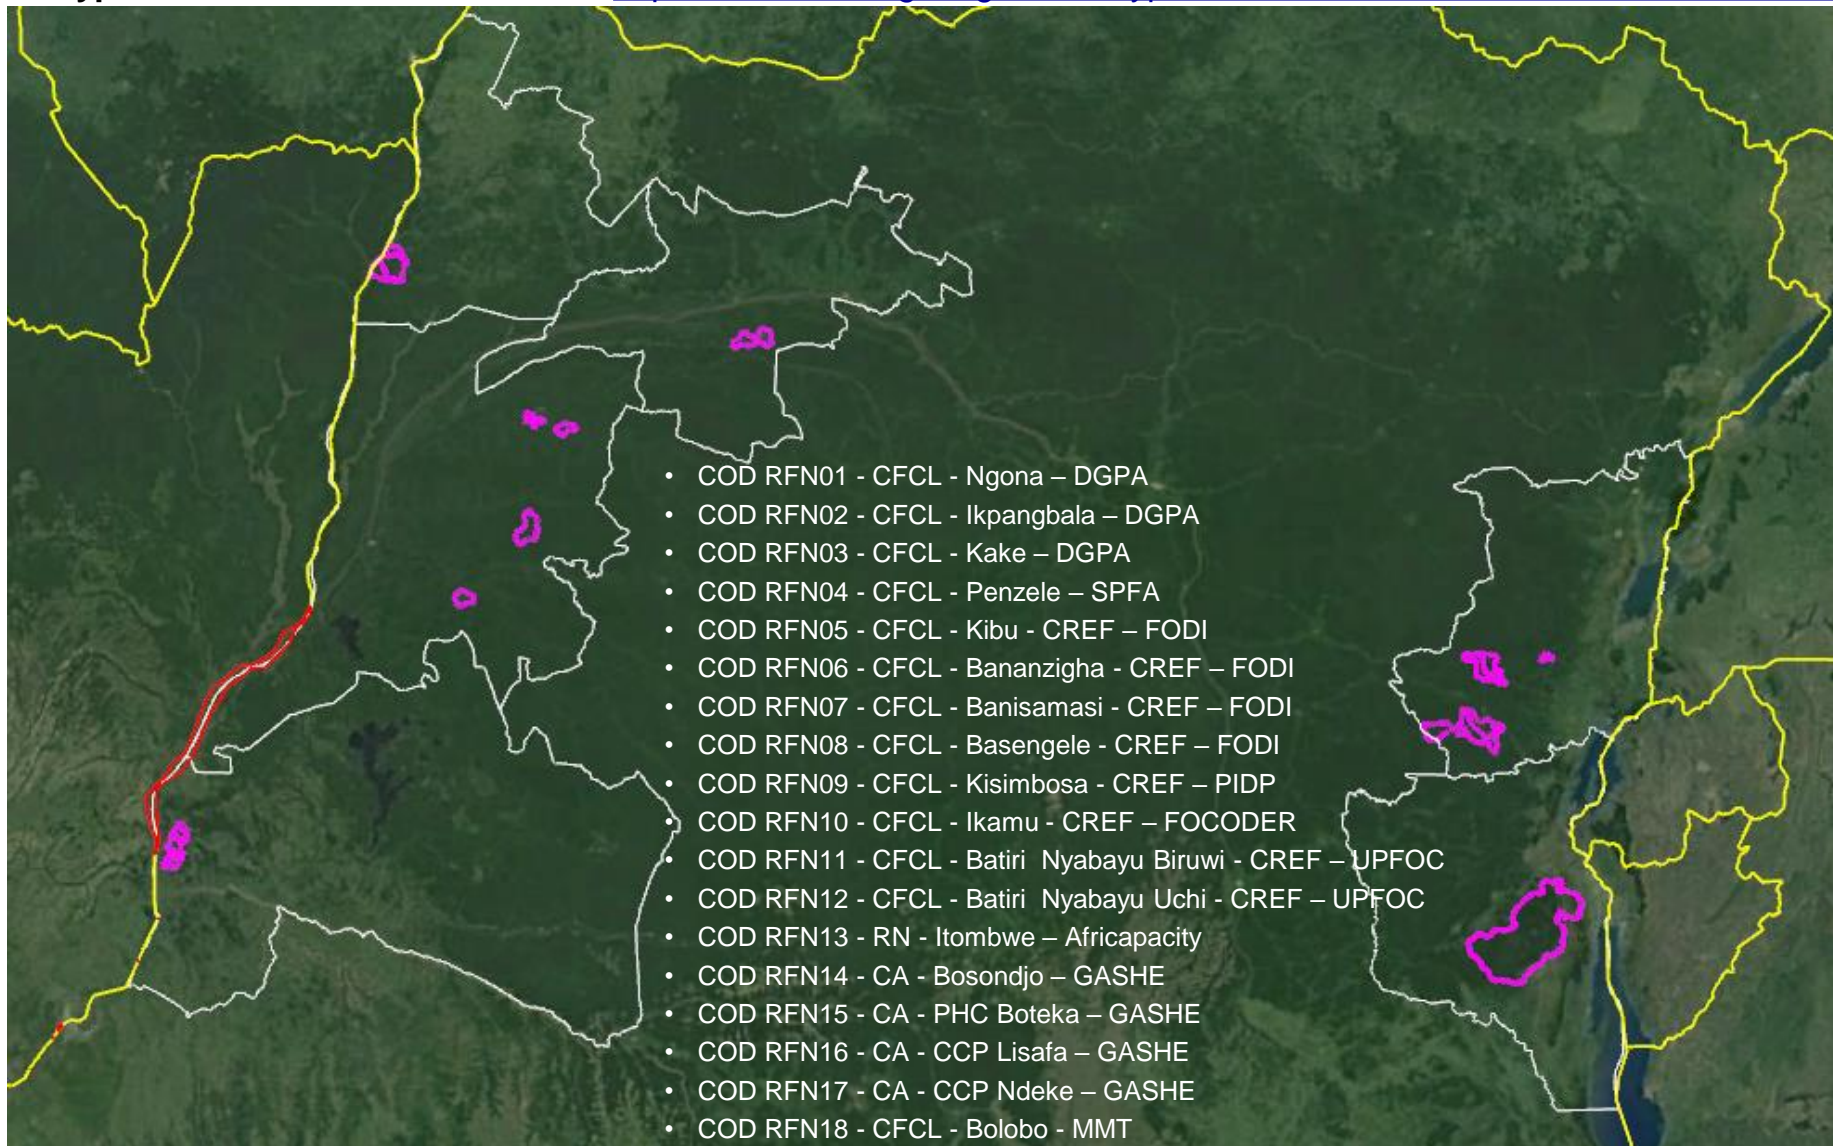 • COD RFN01 - CFCL - Ngona – DGPA
• COD RFN02 - CFCL - Ikpangbala – DGPA
• COD RFN03 - CFCL - Kake – DGPA
• COD RFN04 - CFCL - Penzele – SPFA
• COD RFN05 - CFCL - Kibu - CREF – FODI
• COD RFN06 - CFCL - Bananzigha - CREF – FODI
• COD RFN07 - CFCL - Banisamasi - CREF – FODI
• COD RFN08 - CFCL - Basengele - CREF – FODI
• COD RFN09 - CFCL - Kisimbosa - CREF – PIDP
• COD RFN10 - CFCL - Ikamu - CREF – FOCODER
• COD RFN11 - CFCL - Batiri  Nyabayu Biruwi - CREF – UPFOC
• COD RFN12 - CFCL - Batiri  Nyabayu Uchi - CREF – UPFOC
• COD RFN13 - RN - Itombwe – Africapacity
• COD RFN14 - CA - Bosondjo – GASHE
• COD RFN15 - CA - PHC Boteka – GASHE
• COD RFN16 - CA - CCP Lisafa – GASHE
• COD RFN17 - CA - CCP Ndeke – GASHE
• COD RFN18 - CFCL - Bolobo - MMT